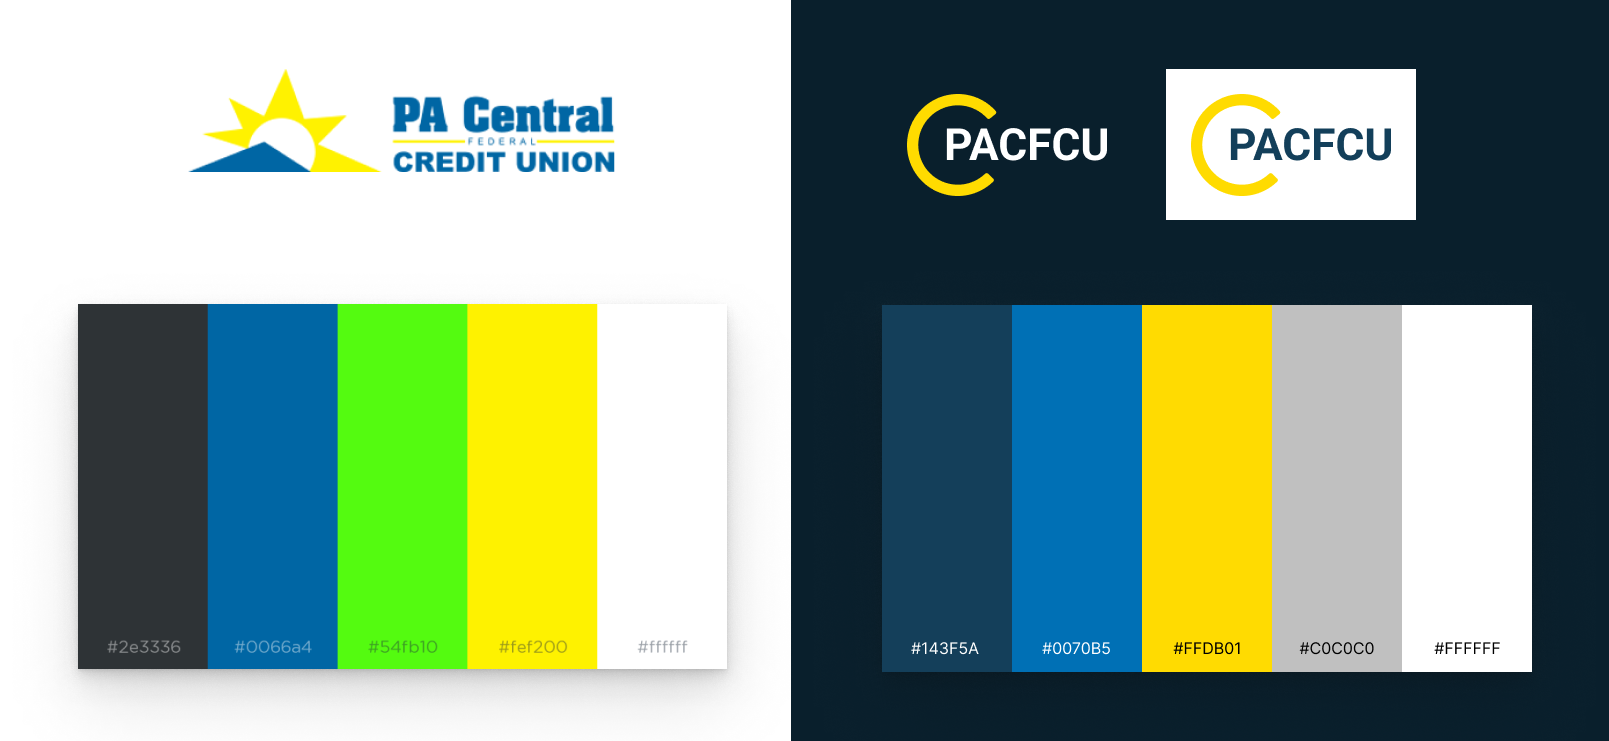 PA Central
FEDERAL
CREDIT UNION
#2e3336
#0066a4
#54fb10
#fef200
#ffffff
PACFCU
PACFCU
#143F5A
#0070B5
#FFDB01
#C0C0C0
#FFFFFF